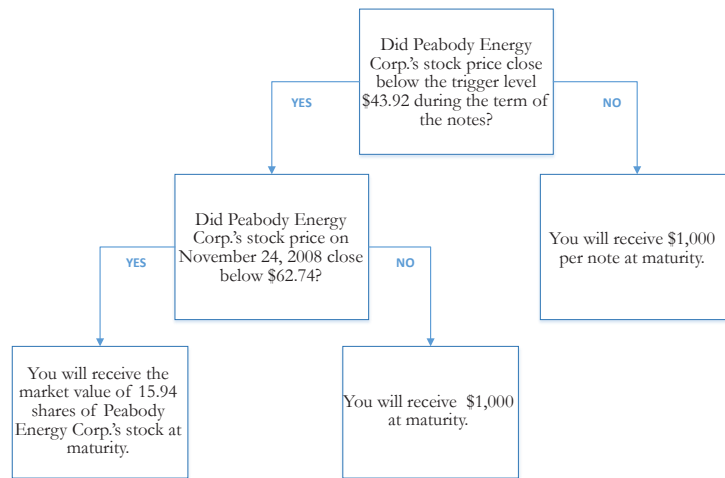 Did Peabody Energy
Corp.'s stock price close
below the trigger level
$43.92 during the term of
the notes?
YES
NO
Did Peabody Energy
Corp.'s stock price on
November 24, 2008 close
below $62.74?
You will receive $1,000
per note at maturity.
YES
NO
You will receive the
market value of 15.94
shares of Peabody
Energy Corp.'s stock at
maturity.
You will receive $1,000
at maturity.